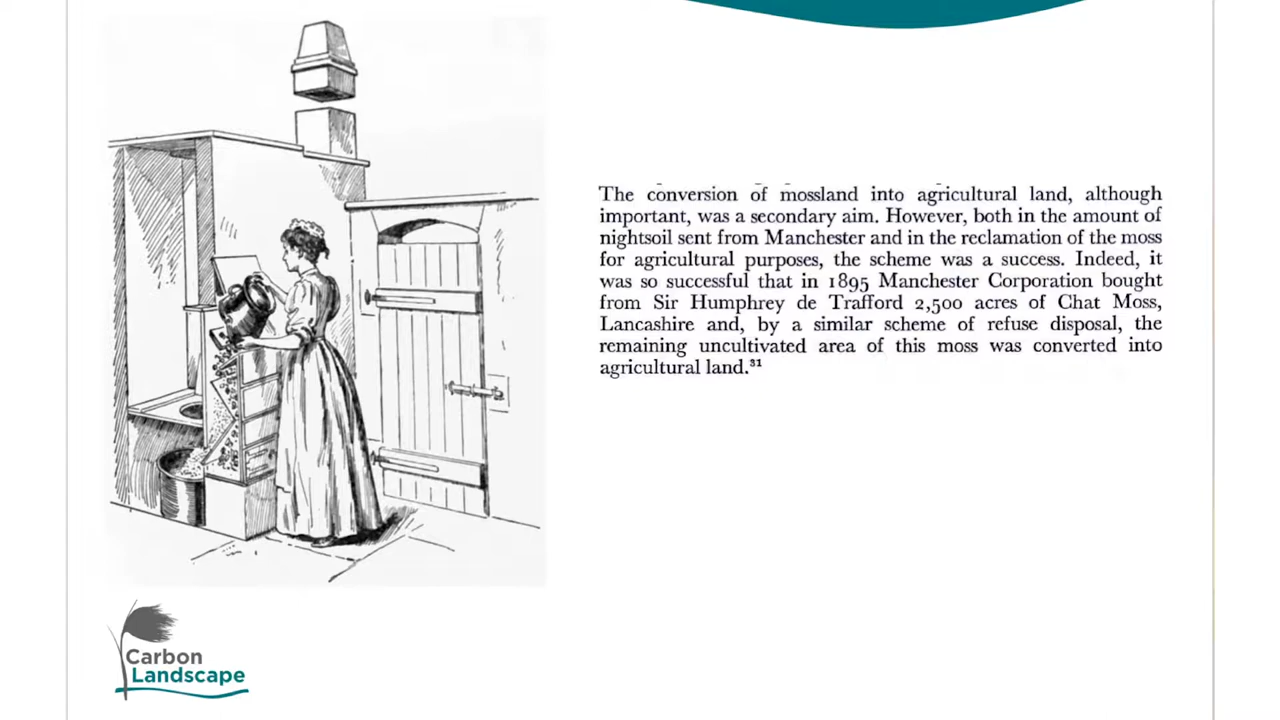 The conversion of mossland into agricultural land, although
important, was a secondary aim. However, both in the amount of
nightsoil sent from Manchester and in the reclamation of the moss
for agricultural purposes, the scheme was a success. Indeed, it
was so successful that in 1895 Manchester Corporation bought
from Sir Humphrey de Trafford 2,500 acres of Chat Moss,
Lancashire and, by a similar scheme of refuse disposal, the
remaining uncultivated area of this moss was converted into
agricultural land.³¹
Carbon
Landscape